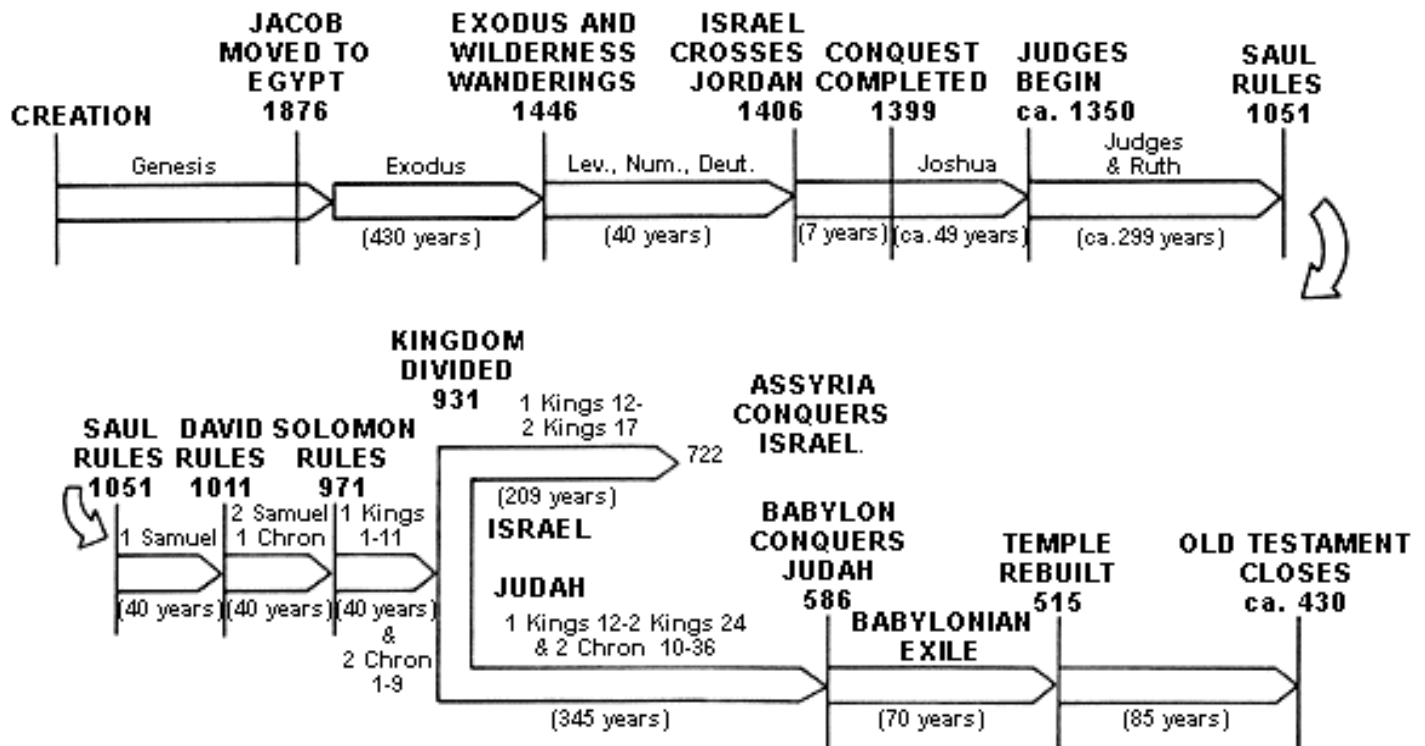 CREATION
JACOB
MOVED TO
EGYPT
1876
EXODUS AND
WILDERNESS
WANDERINGS
1446
ISRAEL
CROSSES
JORDAN
1406
CONQUEST
COMPLETED
1399
JUDGES
BEGIN
ca. 1350
SAUL
RULES
1051
Genesis
Exodus
Lev., Num., Deut.
Joshua
Judges
& Ruth
(430 years)
(40 years)
(7 years)
(ca.49 years)
(ca.299 years)
SAUL
RULES
1051
DAVID
RULES
1011
SOLOMON
RULES
971
KINGDOM
DIVIDED
931
1 Kings 12-
2 Kings 17
722
ASSYRIA
CONQUERS
ISRAEL.
(209 years)
ISRAEL
1 Samuel
2 Samuel
1 Chron
1 Kings
1-11
(40 years)
(40 years)
(40 years)
&
2 Chron
1-9
JUDAH
1 Kings 12-2 Kings 24
& 2 Chron 10-36
(345 years)
BABYLON
CONQUERS
JUDAH
586
BABYLONIAN
EXILE
(70 years)
TEMPLE
REBUILT
515
(85 years)
OLD TESTAMENT
CLOSES
ca. 430